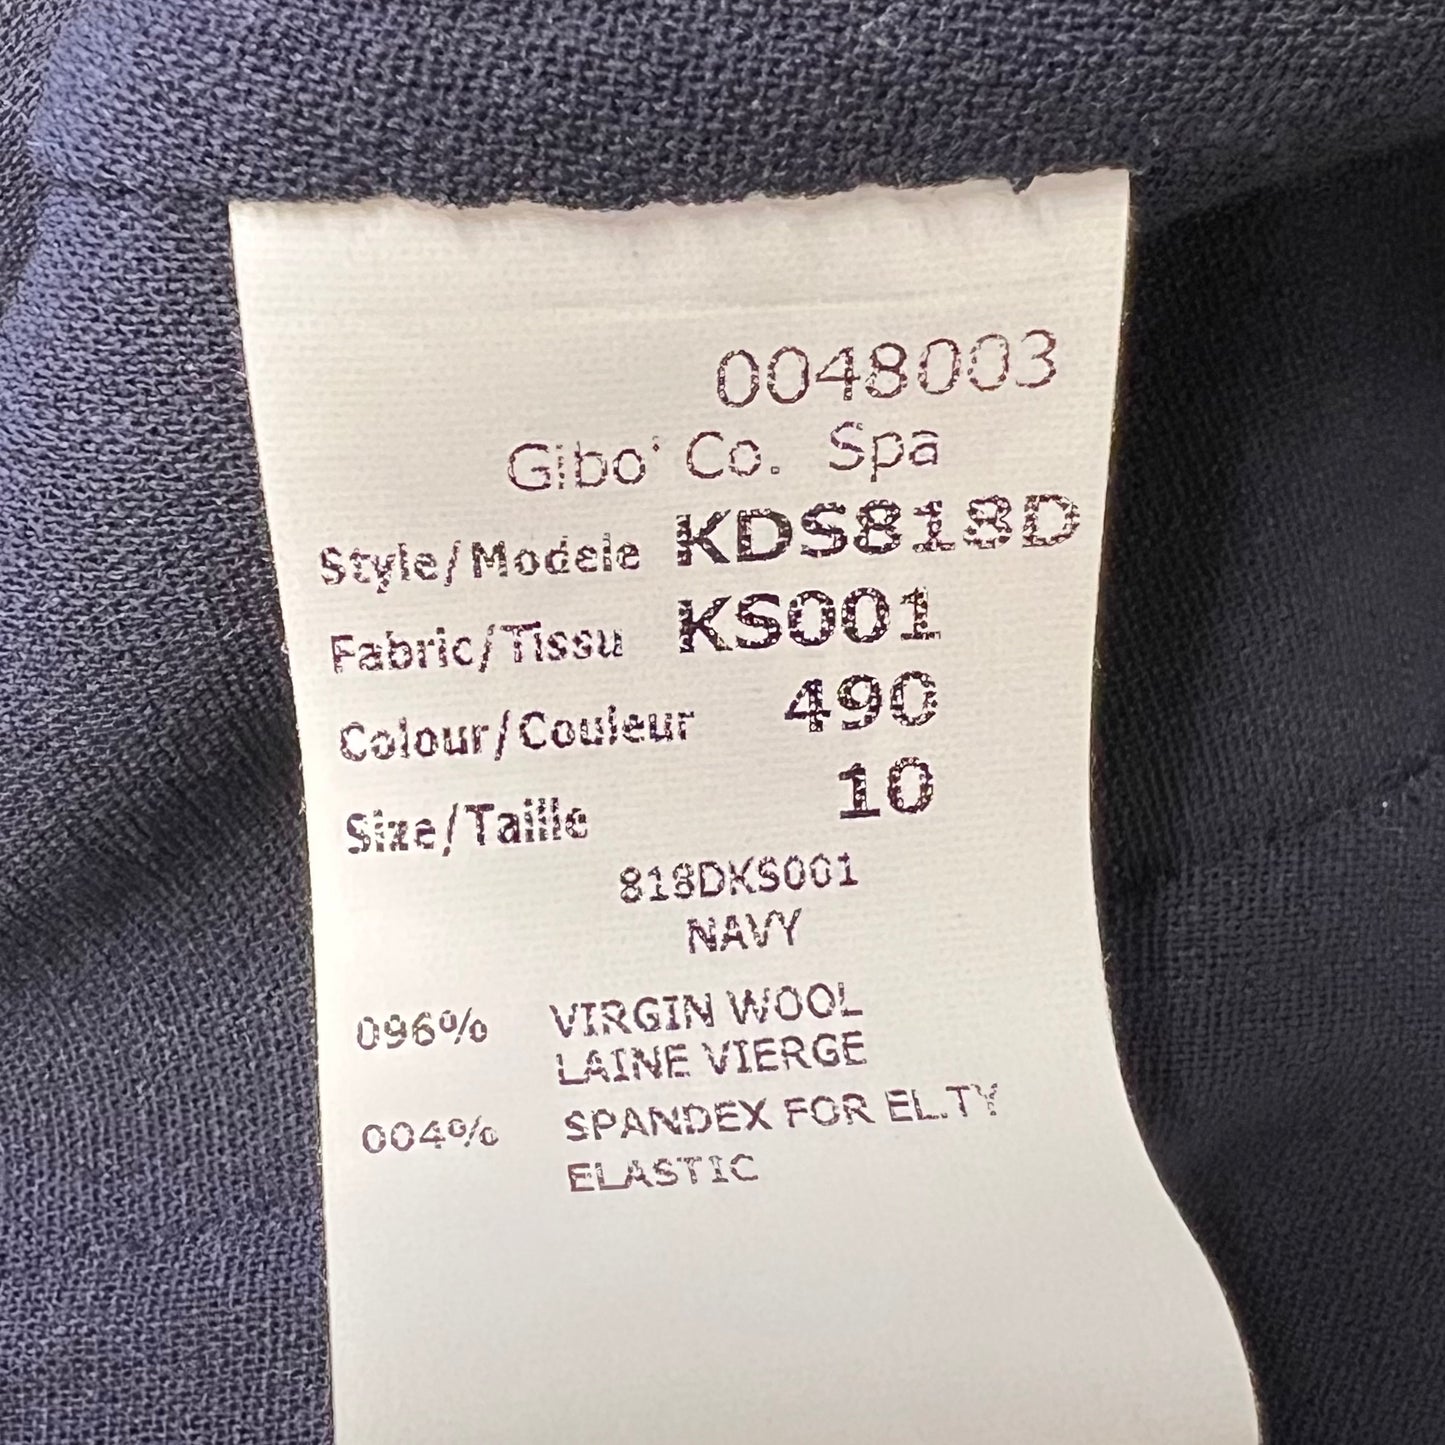 0048003
Gibo' Co. Spa
Style/Modele KDS818D
Fabric/Tissu KS001
Colour/Couleur 490
Size/Taille 10
818DKS001
NAVY
096% VIRGIN WOOL
LAINE VIERGE
004% SPANDEX FOR EL.TY
ELASTIC